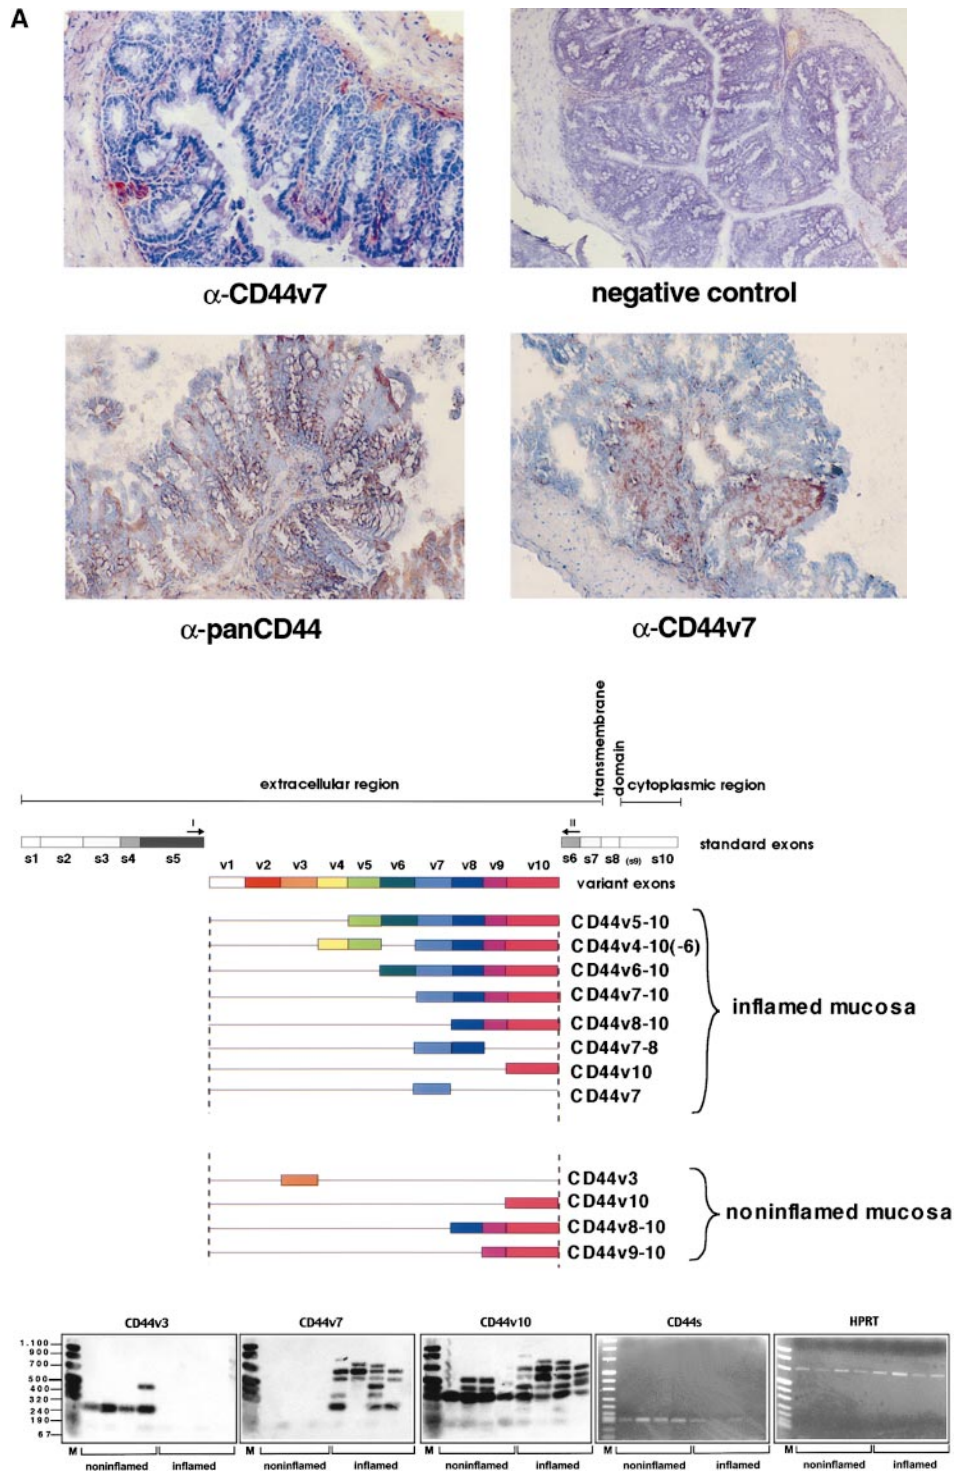 A
α-CD44v7
negative control
α-panCD44
α-CD44v7
transmembrane
domain
extracellular region
cytoplasmic region
I
II
s1 s2 s3 s4 s5
s6 s7 s8 (s9) s10
standard exons
v1 v2 v3 v4 v5 v6 v7 v8 v9 v10
variant exons
CD44v5-10
CD44v4-10(-6)
CD44v6-10
CD44v7-10
CD44v8-10
CD44v7-8
CD44v10
CD44v7
inflamed mucosa
CD44v3
CD44v10
CD44v8-10
CD44v9-10
noninflamed mucosa
CD44v3 CD44v7 CD44v10 CD44s HPRT
1.100
900
700
500
400
320
240
190
67
M noninflamed inflamed
M noninflamed inflamed
M noninflamed inflamed
M noninflamed inflamed
M noninflamed inflamed